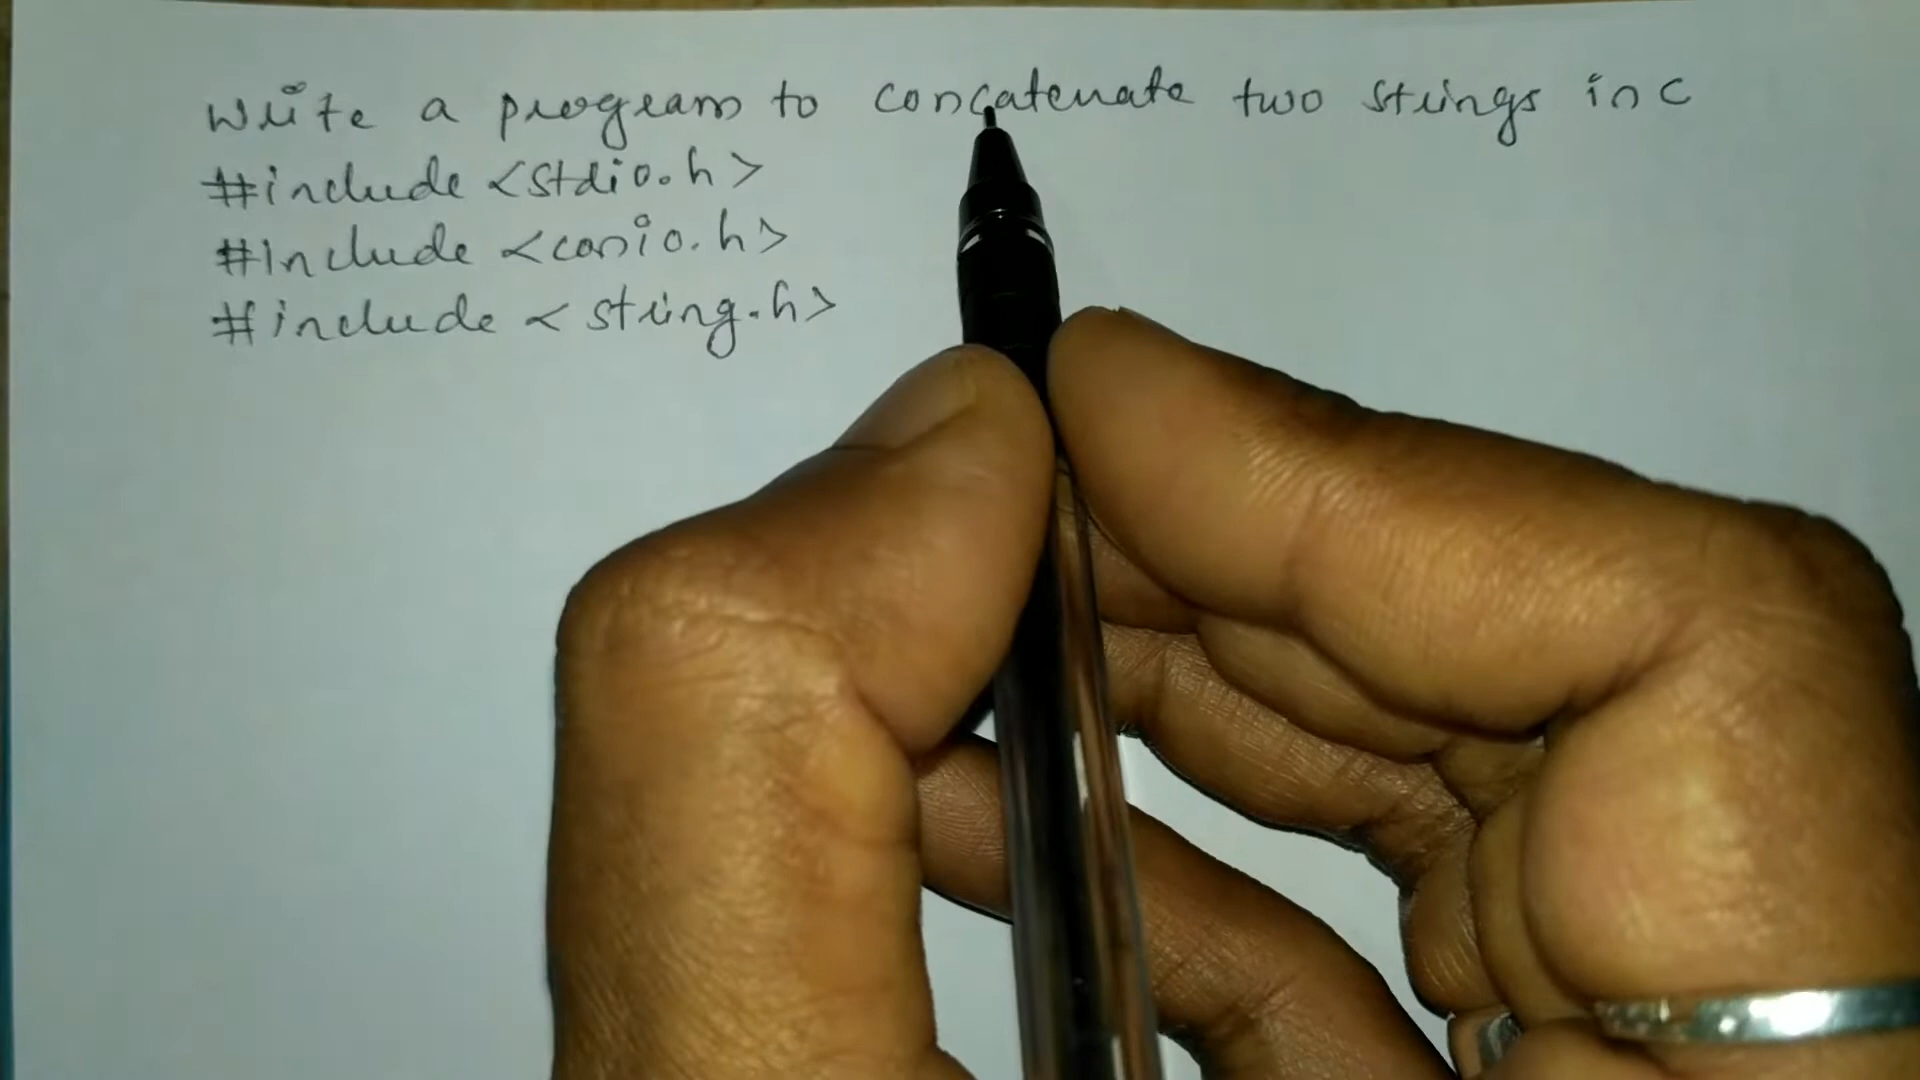 Write a program to concatenate two strings in c
#include <stdio.h>
#include <conio.h>
#include < string.h>